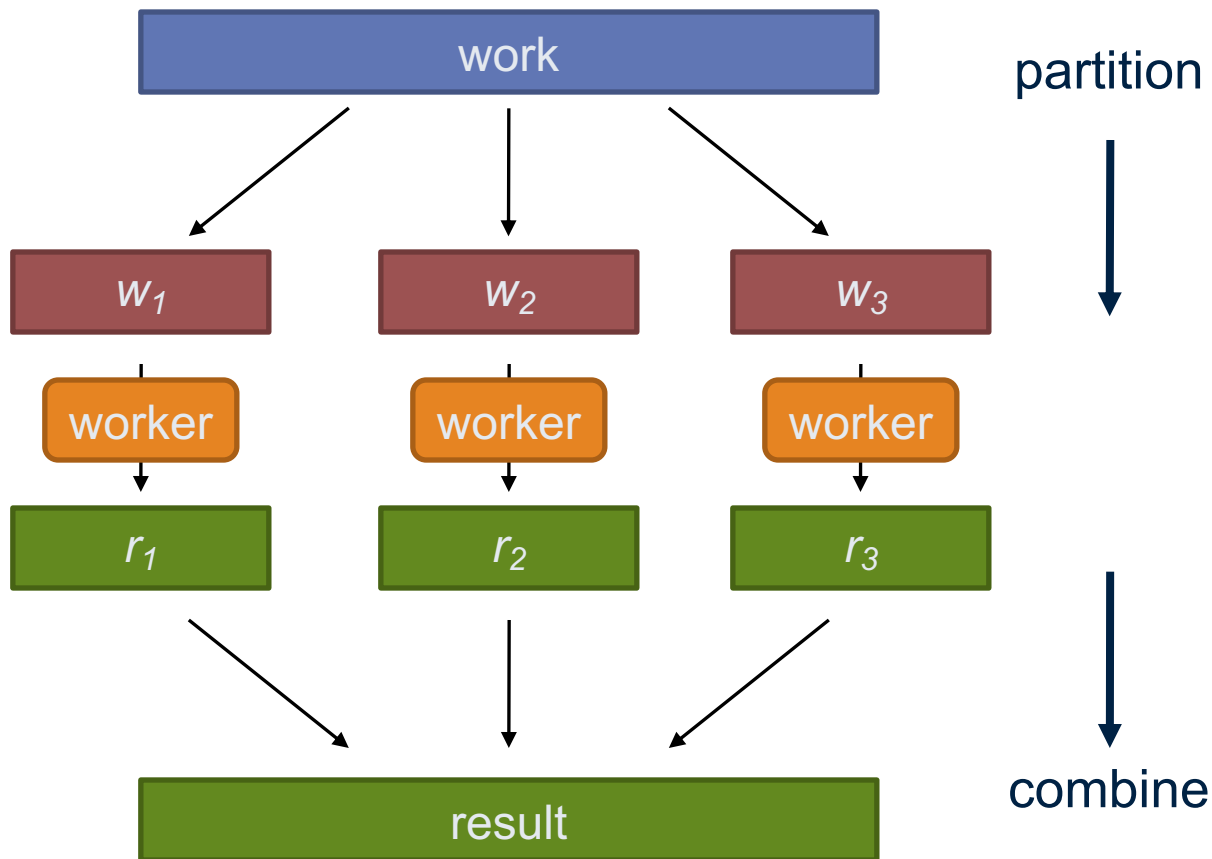 work
partition
w1
w2
w3
worker
worker
worker
r1
r2
r3
combine
result